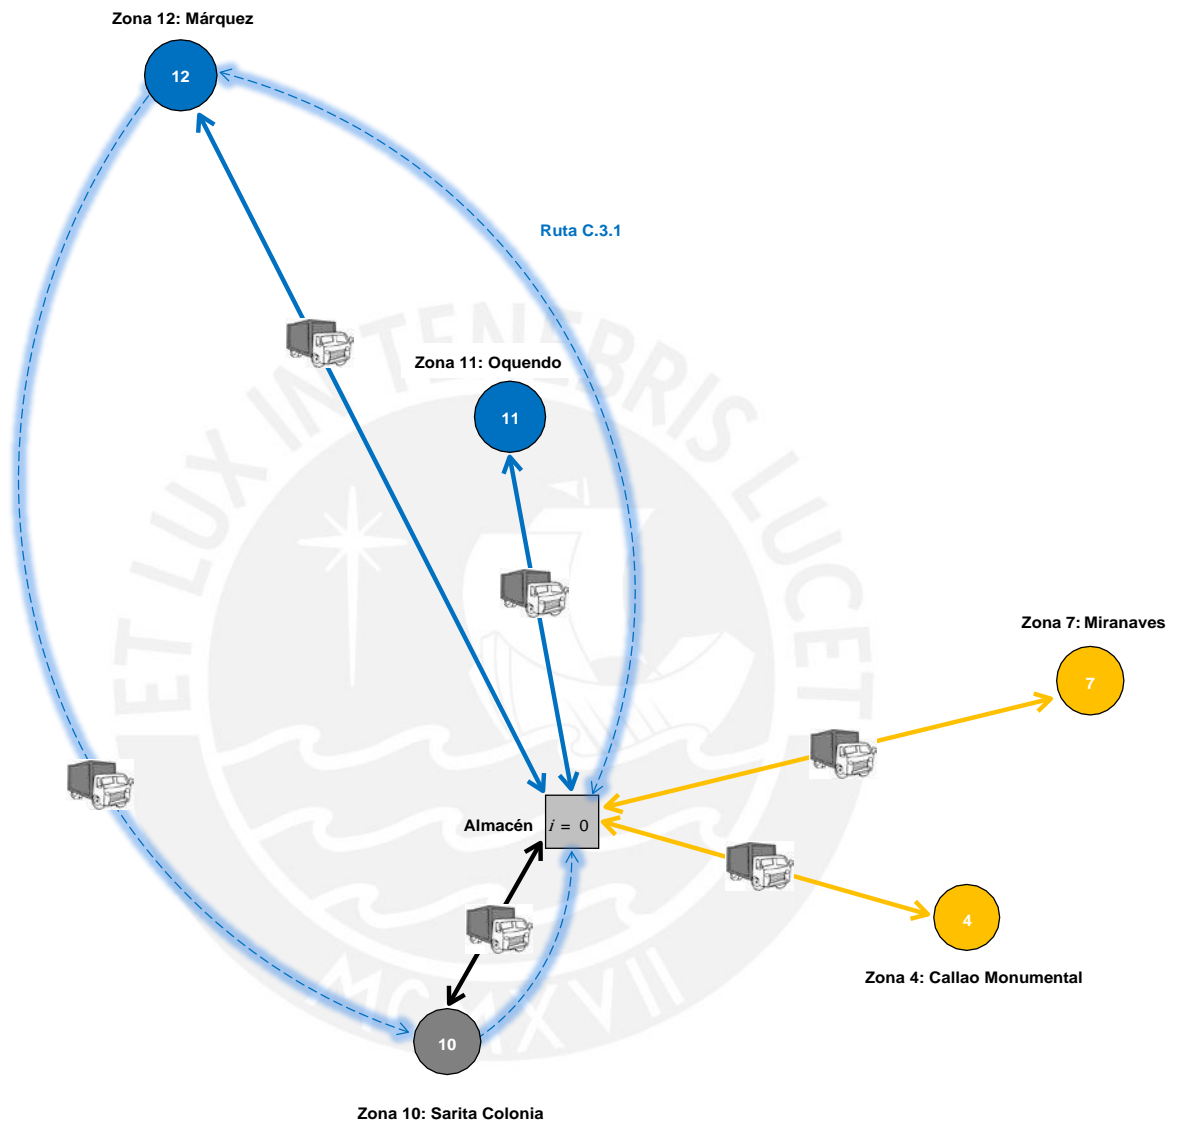 Zona 12: Márquez
12
Ruta C.3.1
Zona 11: Oquendo
11
Zona 7: Miranaves
7
Almacén
i = 0
4
Zona 4: Callao Monumental
10
Zona 10: Sarita Colonia
ET LUX IN TENEBRIS LUCET
MCMXVII